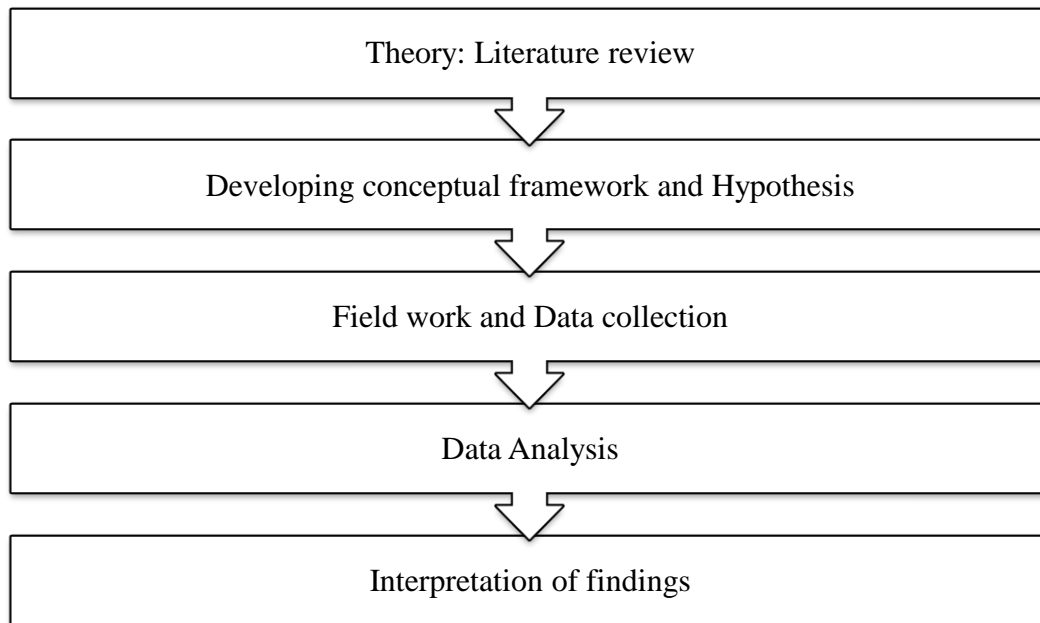 Theory: Literature review
Developing conceptual framework and Hypothesis
Field work and Data collection
Data Analysis
Interpretation of findings